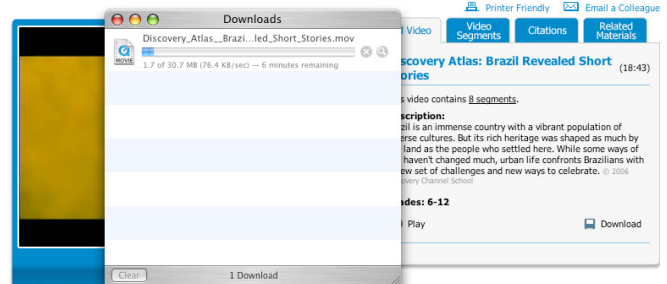 Printer Friendly Email a Colleague
Downloads
Video
Video Segments
Citations
Related Materials
Discovery_Atlas__Brazi...led_Short_Stories.mov
MOVIE
1.7 of 30.7 MB (76.4 KB/sec) — 6 minutes remaining
scovery Atlas: Brazil Revealed Short
ories
(18:43)
s video contains 8 segments.
scription:
zil is an immense country with a vibrant population of
erse cultures. But its rich heritage was shaped as much by
land as the people who settled here. While some ways of
haven't changed much, urban life confronts Brazilians with
ew set of challenges and new ways to celebrate. © 2006
overy Channel School
ades: 6-12
Play
Download
Clear
1 Download